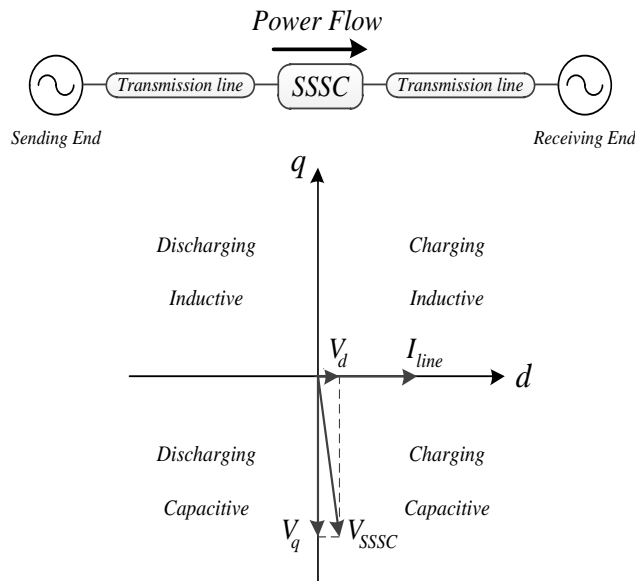 Power Flow
Transmission line
SSSC
Transmission line
Sending End
Receiving End
q
Discharging
Charging
Inductive
Inductive
V_d
I_line
d
Discharging
Charging
Capacitive
Capacitive
V_q
V_SSSC